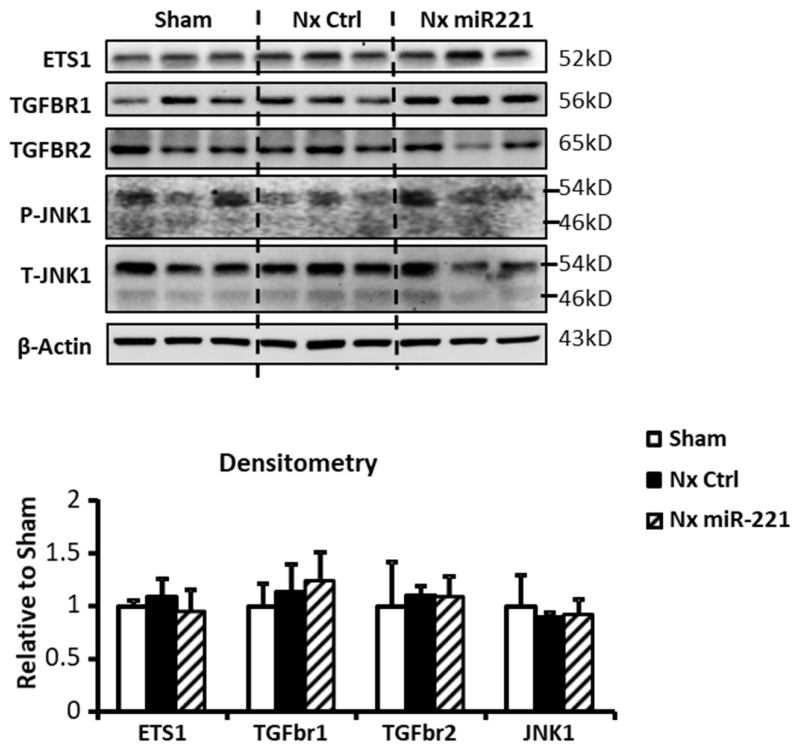 Sham Nx Ctrl Nx miR221
ETS1 52kD
TGFBR1 56kD
TGFBR2 65kD
P-JNK1 54kD
46kD
T-JNK1 54kD
46kD
β-Actin 43kD
Densitometry
Sham
Nx Ctrl
Nx miR-221
Relative to Sham
2
1.5
1
0.5
0
ETS1 TGFbr1 TGFbr2 JNK1